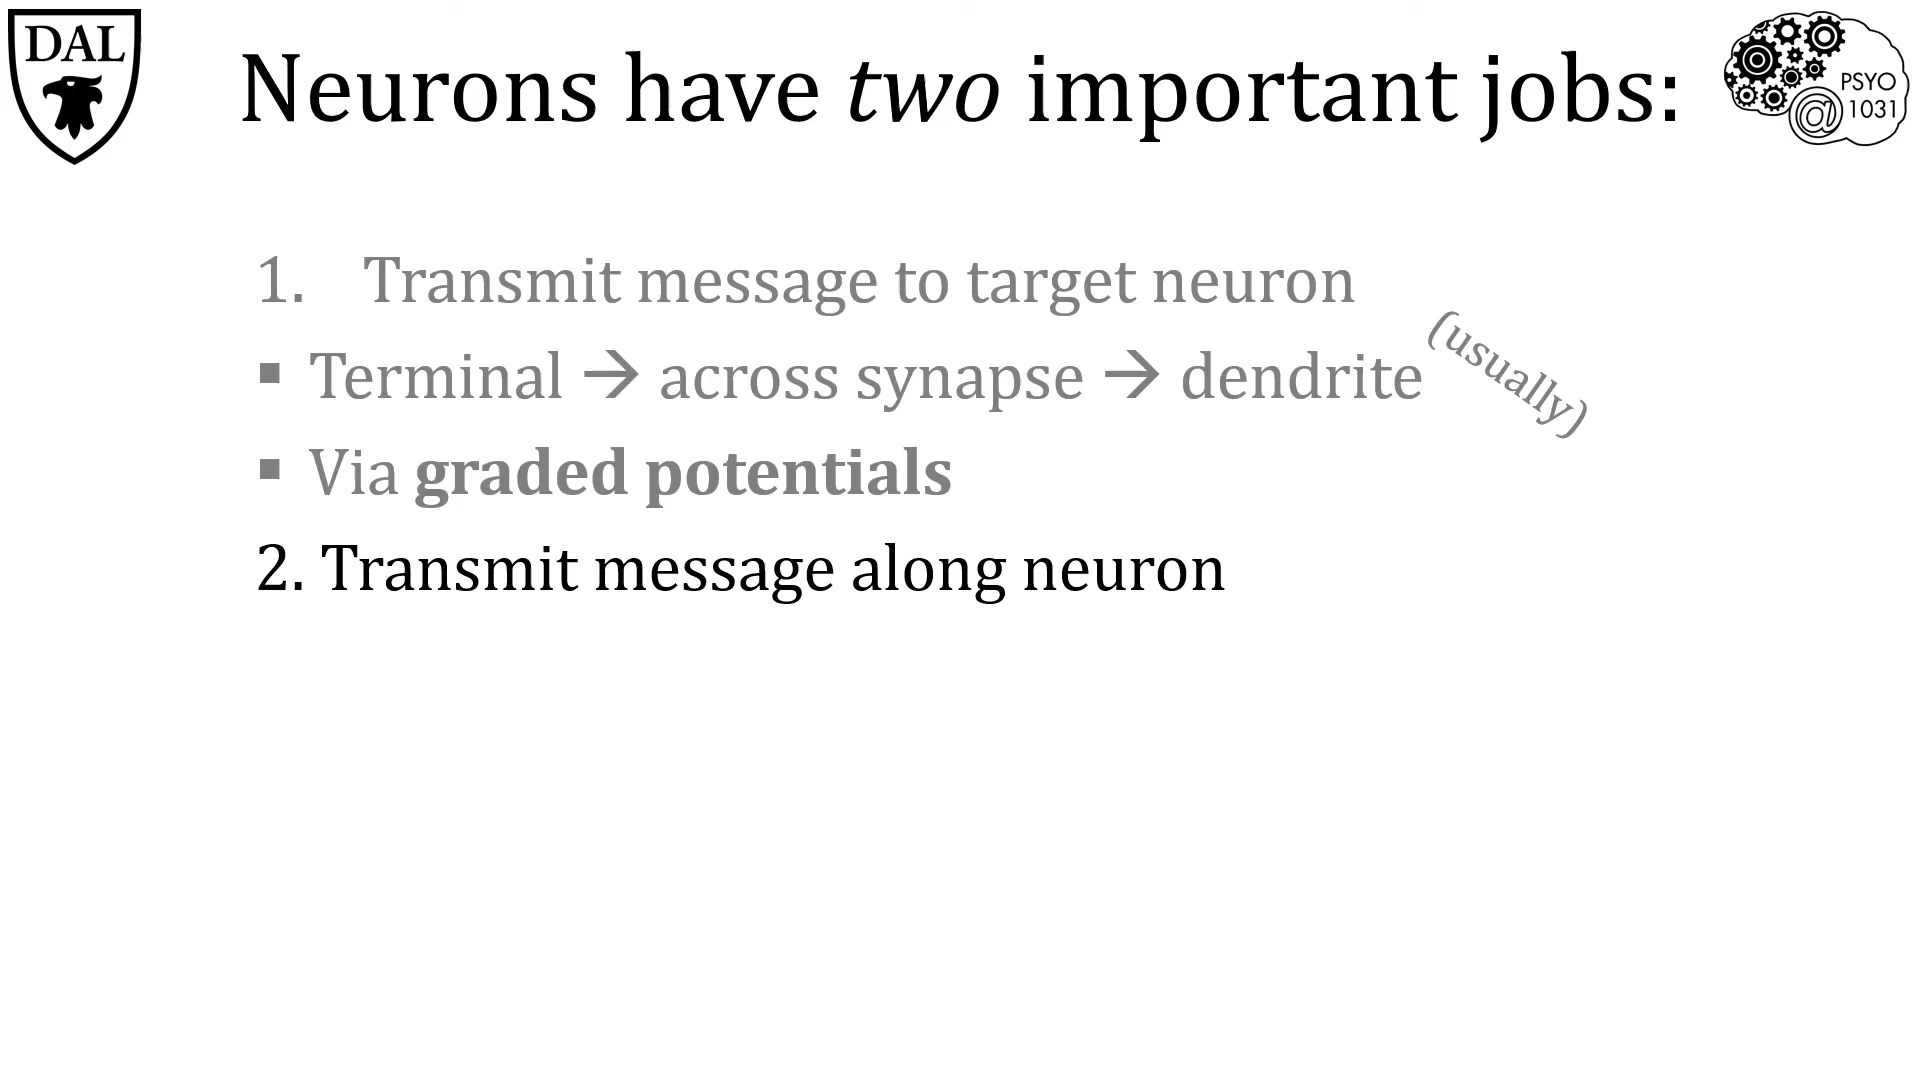 DAL
Neurons have two important jobs:
PSYO
@ 1031
1. Transmit message to target neuron
▪ Terminal → across synapse → dendrite (usually)
▪ Via graded potentials
2. Transmit message along neuron